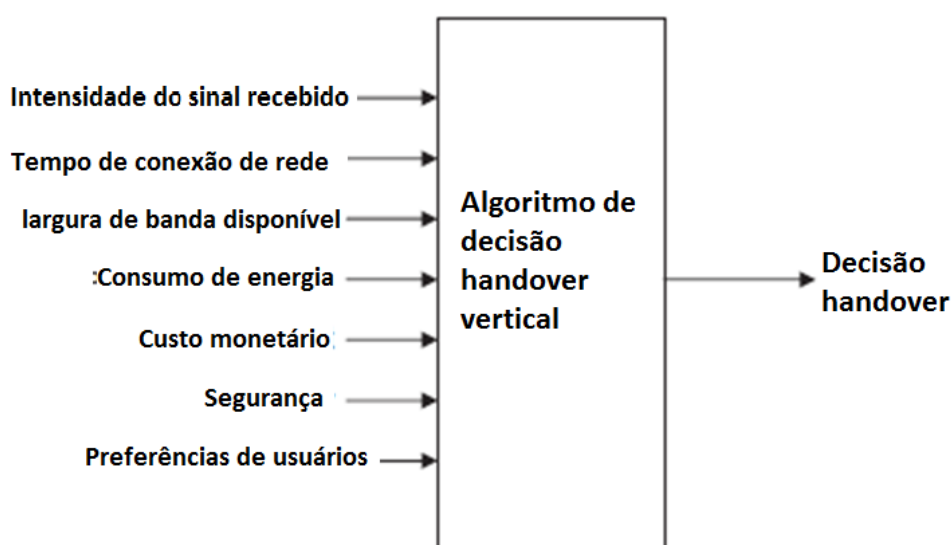 Intensidade do sinal recebido
Tempo de conexão de rede
largura de banda disponível
:Consumo de energia
Custo monetário:
Segurança
Preferências de usuários
Algoritmo de
decisão
handover
vertical
Decisão
handover